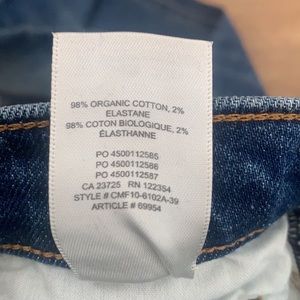 98% ORGANIC COTTON, 2%
ELASTANE
98% COTON BIOLOGIQUE, 2%
ÉLASTHANNE
PO 4500112585
PO 4500112586
PO 4500112587
CA 23725 RN 122354
STYLE # CMF10-6102A-39
ARTICLE # 69954